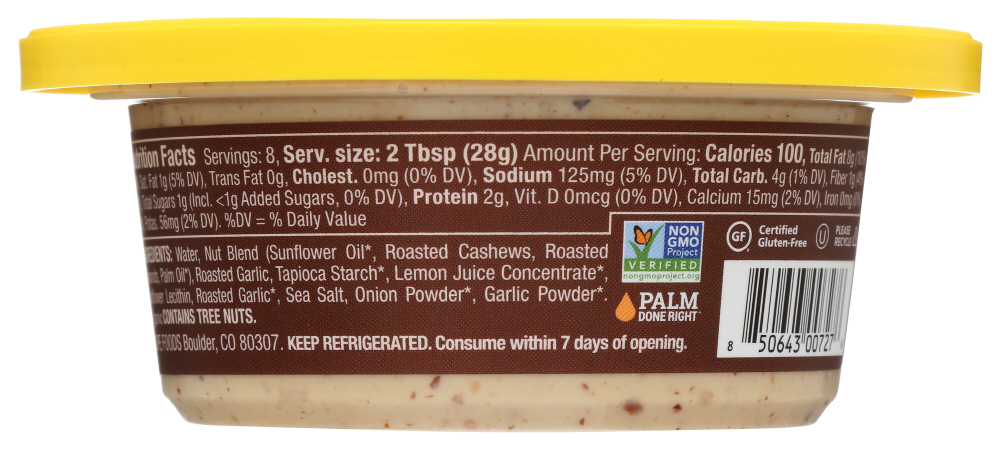 Nutrition Facts Servings: 8, Serv. size: 2 Tbsp (28g) Amount Per Serving: Calories 100, Total Fat 8g
Sat. Fat 1g (5% DV), Trans Fat 0g, Cholest. 0mg (0% DV), Sodium 125mg (5% DV), Total Carb. 4g (1% DV), Fiber 1g
Total Sugars 1g (Incl. <1g Added Sugars, 0% DV), Protein 2g, Vit. D 0mcg (0% DV), Calcium 15mg (2% DV), Iron 0mg
Potas. 56mg (2% DV). %DV = % Daily Value
INGREDIENTS: Water, Nut Blend (Sunflower Oil*, Roasted Cashews, Roasted
Palm Oil*), Roasted Garlic, Tapioca Starch*, Lemon Juice Concentrate*,
Lecithin, Roasted Garlic*, Sea Salt, Onion Powder*, Garlic Powder*.
CONTAINS TREE NUTS.
FOODS Boulder, CO 80307. KEEP REFRIGERATED. Consume within 7 days of opening.
NON
GMO
Project
VERIFIED
nongmoproject.org
PALM
DONE RIGHT™
GF
Certified
Gluten-Free
U
PLEASE
RECYCLE
8 50643 00727